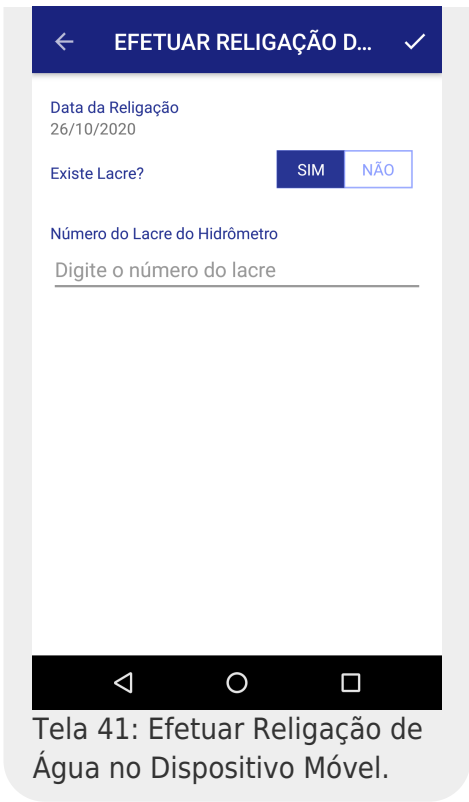 EFETUAR RELIGAÇÃO D...
Data da Religação
26/10/2020
Existe Lacre? SIM NÃO
Número do Lacre do Hidrômetro
Digite o número do lacre
Tela 41: Efetuar Religação de
Água no Dispositivo Móvel.